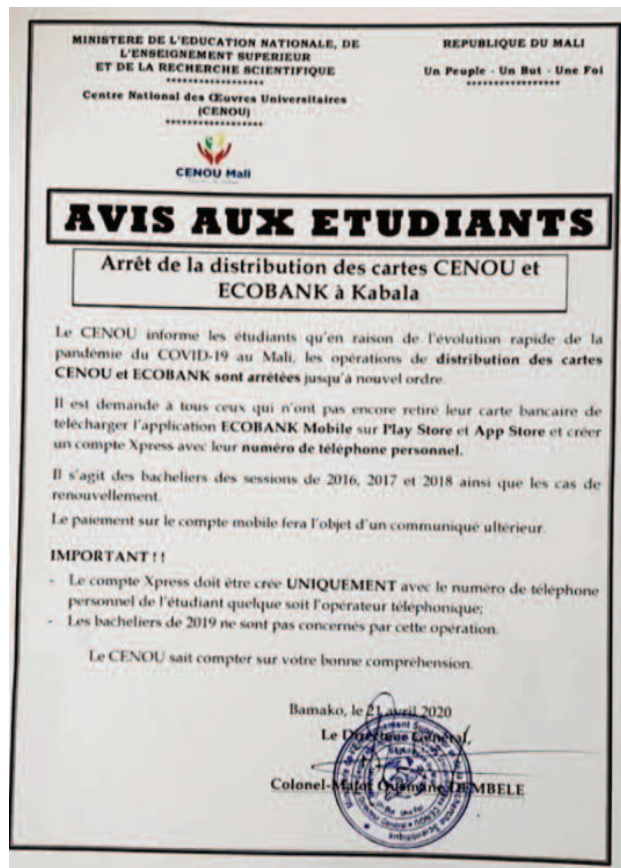 MINISTERE DE L'EDUCATION NATIONALE, DE
L'ENSEIGNEMENT SUPERIEUR
ET DE LA RECHERCHE SCIENTIFIQUE
******************
Centre National des Œuvres Universitaires
(CENOU)
******************
CENOU Mali
REPUBLIQUE DU MALI
Un Peuple - Un But - Une Foi
*****************
AVIS AUX ETUDIANTS
Arrêt de la distribution des cartes CENOU et
ECOBANK à Kabala
Le CENOU informe les étudiants qu'en raison de l'évolution rapide de la
pandémie du COVID-19 au Mali, les opérations de distribution des cartes
CENOU et ECOBANK sont arrêtées jusqu'à nouvel ordre.
Il est demandé à tous ceux qui n'ont pas encore retiré leur carte bancaire de
télécharger l'application ECOBANK Mobile sur Play Store et App Store et créer
un compte Xpress avec leur numéro de téléphone personnel.
Il s'agit des bacheliers des sessions de 2016, 2017 et 2018 ainsi que les cas de
renouvellement.
Le paiement sur le compte mobile fera l'objet d'un communiqué ultérieur.
IMPORTANT !!
- Le compte Xpress doit être créé UNIQUEMENT avec le numéro de téléphone
personnel de l'étudiant quelque soit l'opérateur téléphonique;
- Les bacheliers de 2019 ne sont pas concernés par cette opération.
Le CENOU sait compter sur votre bonne compréhension.
Bamako, le 21 avril 2020
Le Directeur Général,
Colonel-Major Ousmane DEMBELE